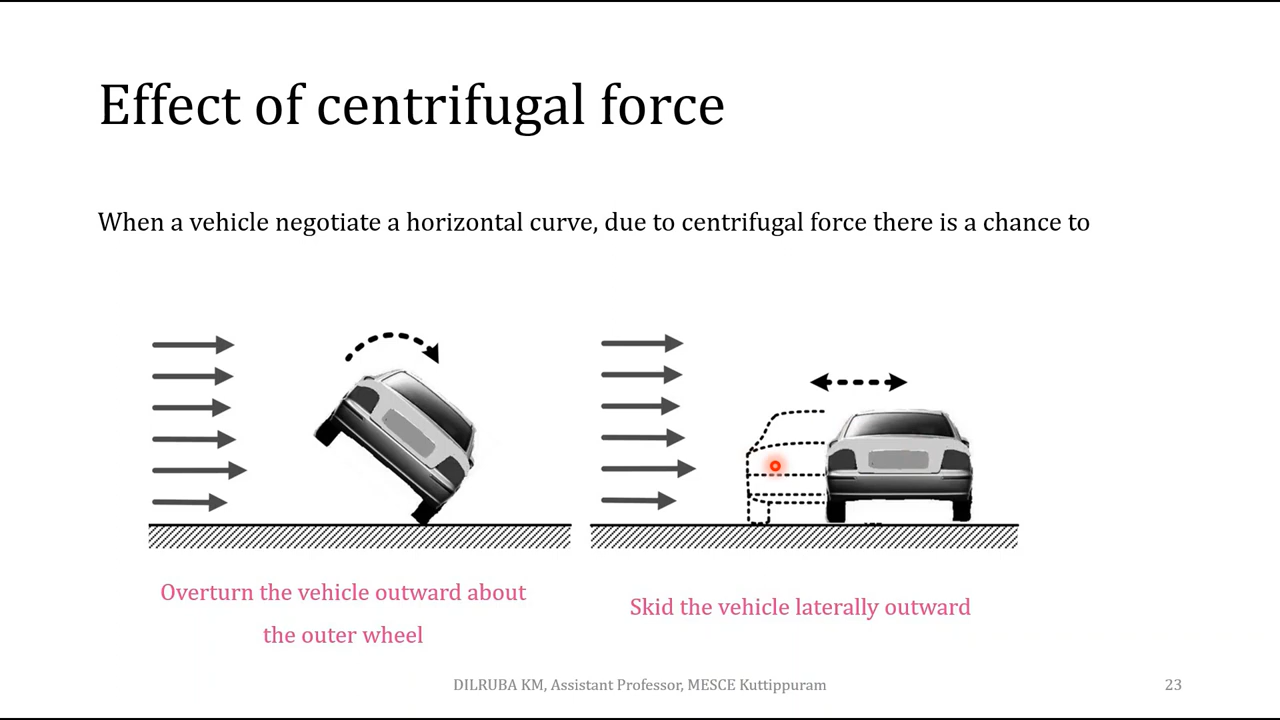 Effect of centrifugal force
When a vehicle negotiate a horizontal curve, due to centrifugal force there is a chance to
Overturn the vehicle outward about
the outer wheel
Skid the vehicle laterally outward
DILRUBA KM, Assistant Professor, MESCE Kuttippuram
23